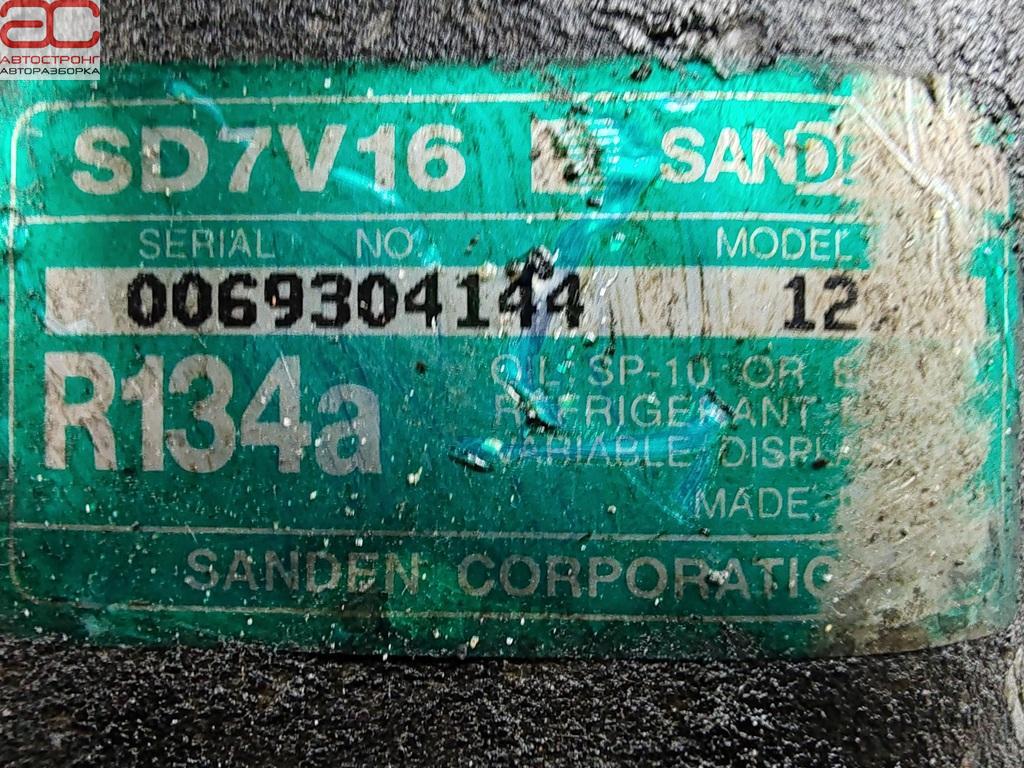 ac
АВТОСТРОНГ
АВТОРАЗБОРКА
SD7V16 SAND
SERIAL NO. MODEL
0069304144 12
R134a
OIL SP-10 OR
REFRIGERANT
VARIABLE DISPL
MADE
SANDEN CORPORATIO